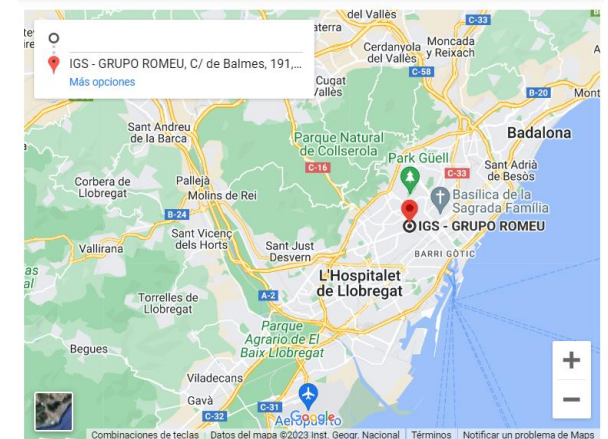 del Vallès
C-33
Cerdanyola
del Vallès
Moncada
y Reixach
IGS - GRUPO ROMEU, C/ de Balmes, 191,...
Más opciones
C-58
Cugat
Vallès
B-20
Mont
Sant Andreu
de la Barca
Parque Natural
de Collserola
Badalona
C-16
Park Güell
C-33
Sant Adrià
de Besòs
Corbera de
Llobregat
Pallejà
Molins de Rei
Basílica de la
Sagrada Família
B-24
IGS - GRUPO ROMEU
Vallirana
Sant Vicenç
dels Horts
Sant Just
Desvern
BARRI GÒTIC
L'Hospitalet
de Llobregat
A-2
Torrelles de
Llobregat
Parque
Agrario de El
Baix Llobregat
Begues
+
Viladecans
Gavà
−
C-31
C-32
Google
Combinaciones de teclas Datos del mapa ©2023 Inst. Geogr. Nacional Términos Notificar un problema de Maps